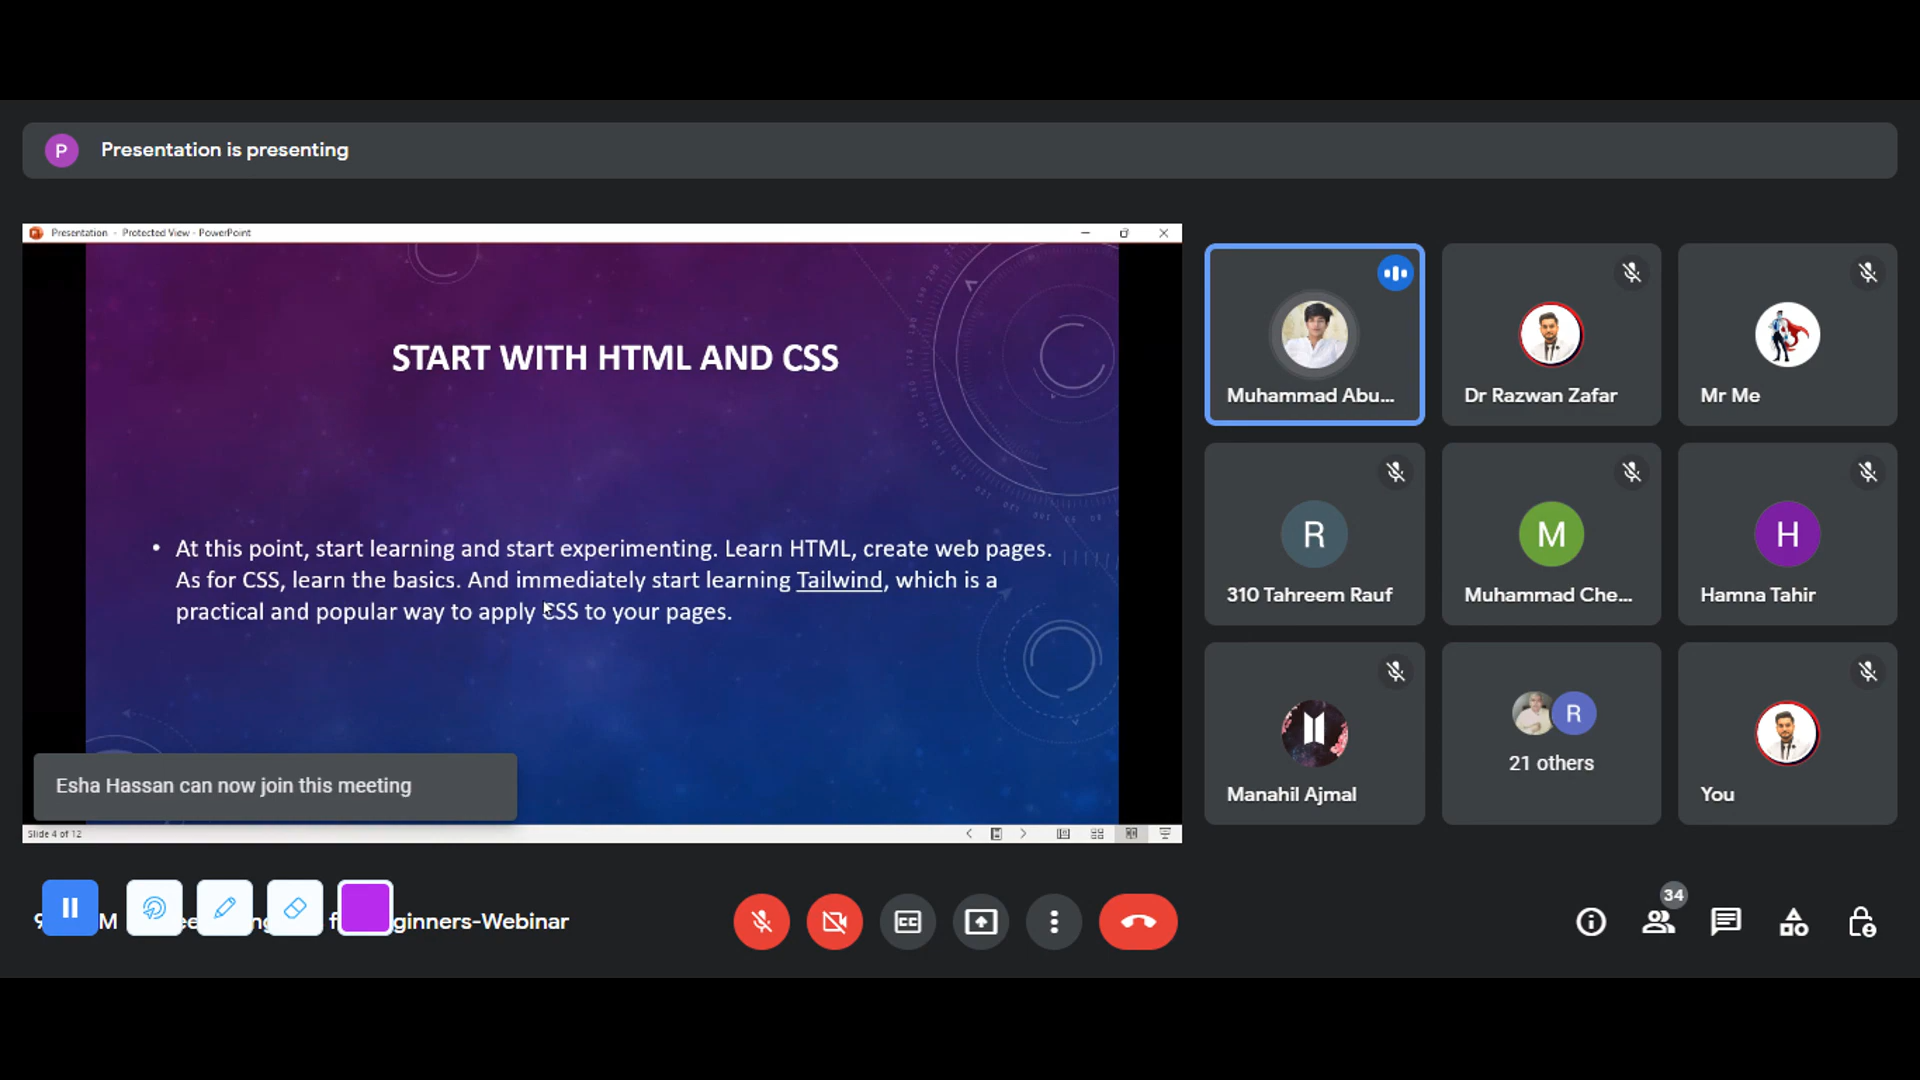 P Presentation is presenting
Presentation - Protected View - PowerPoint
START WITH HTML AND CSS
• At this point, start learning and start experimenting. Learn HTML, create web pages.
As for CSS, learn the basics. And immediately start learning Tailwind, which is a
practical and popular way to apply CSS to your pages.
Esha Hassan can now join this meeting
Slide 4 of 12
Muhammad Abu...
Dr Razwan Zafar
Mr Me
R
M
H
310 Tahreem Rauf
Muhammad Che...
Hamna Tahir
R
21 others
Manahil Ajmal
You
ginners-Webinar
CC
34